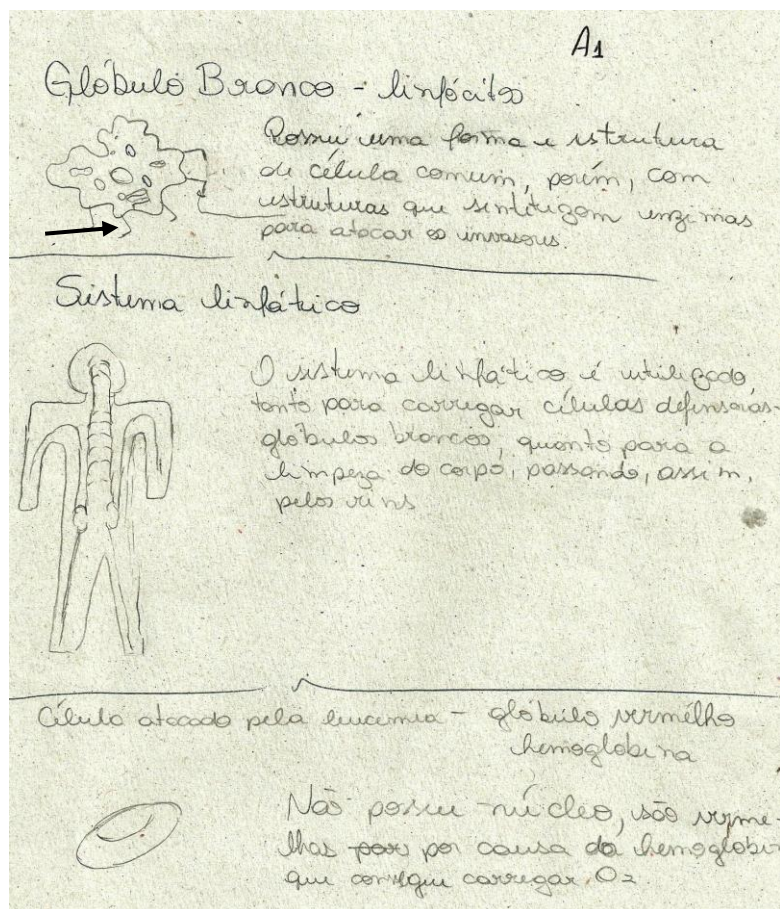 A1
Glóbulo Branco - linfócito
Possui uma forma e estrutura
de célula comum, porém, com
estruturas que sintetizam enzimas
para atacar os invasores.
Sistema linfático
O sistema linfático é utilizado,
tanto para carregar células defensoras-
glóbulos brancos, quanto para a
limpeza do corpo, passando, assim,
pelos rins
Célula atacada pela leucemia - glóbulo vermelho
hemoglobina
Não possui núcleo, são verme-
lhas por causa da hemoglobi
que consegue carregar O2